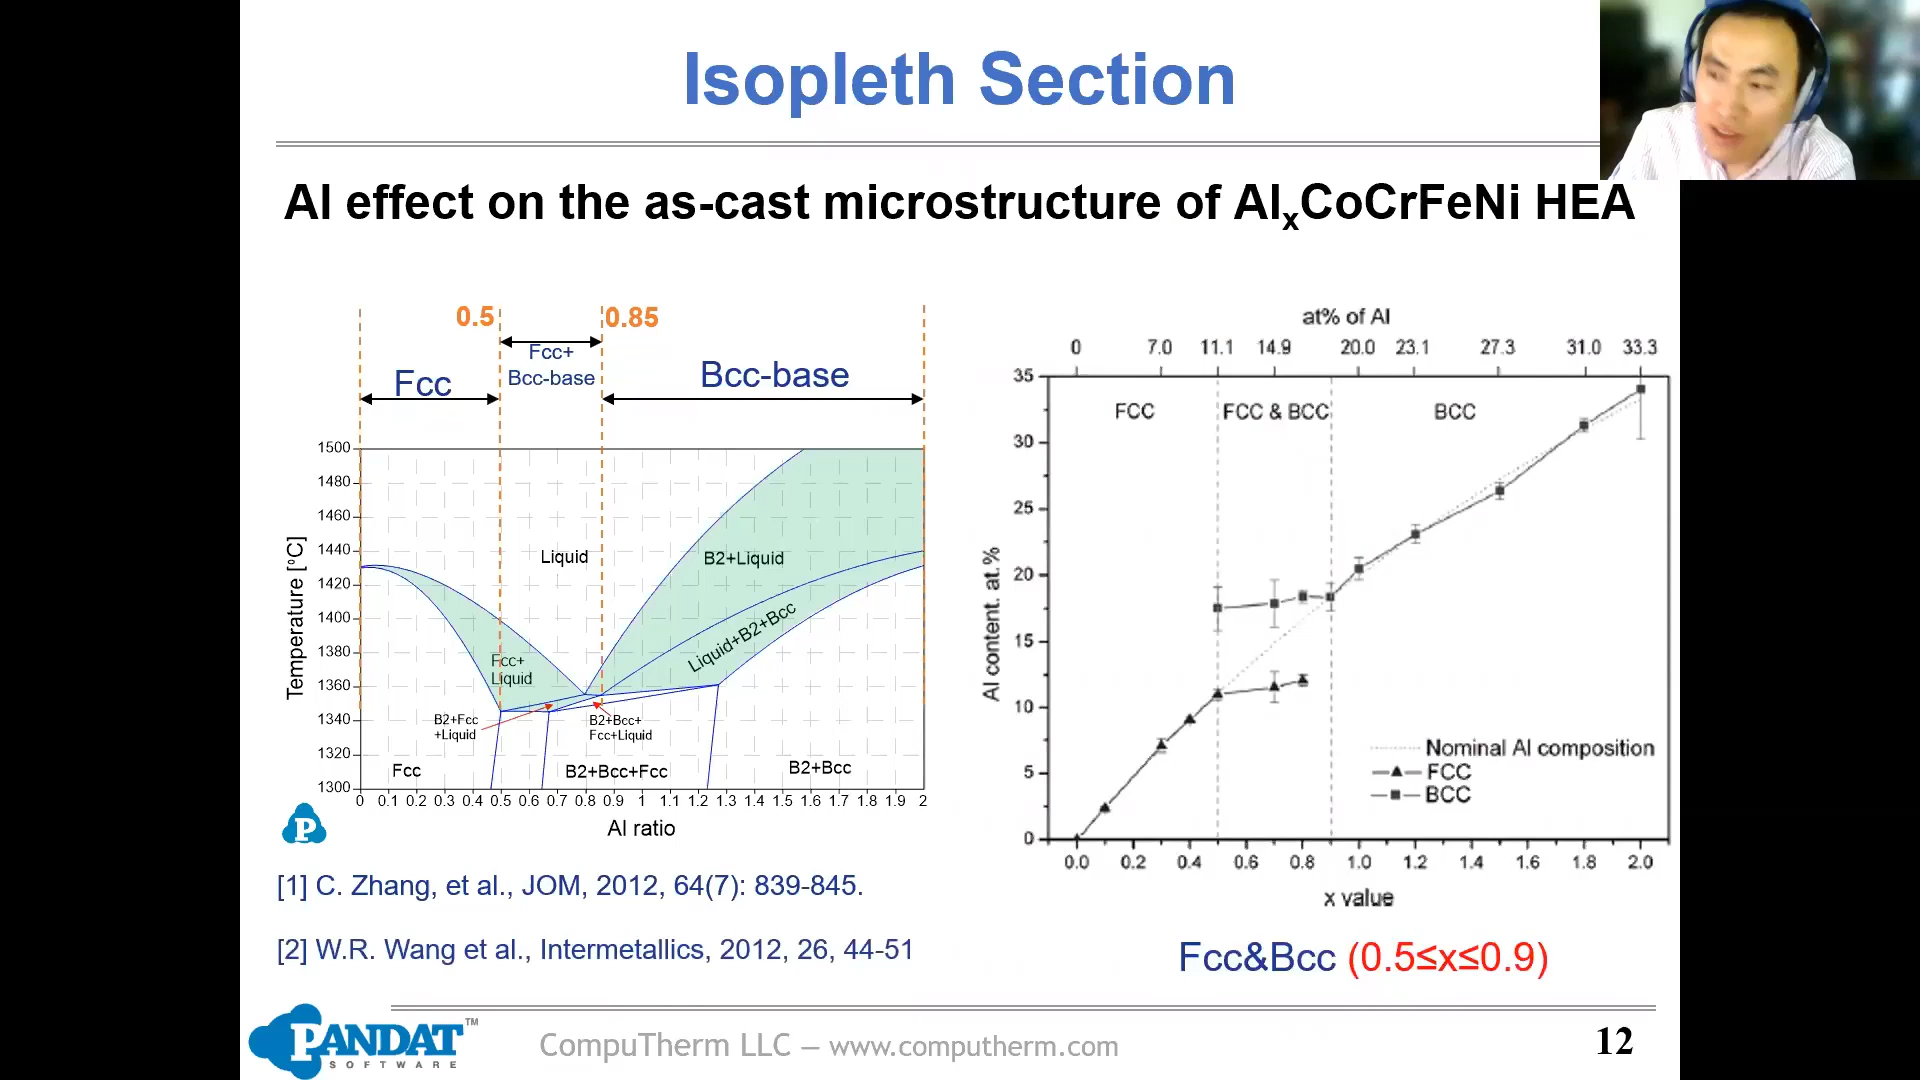 Isopleth Section
Al effect on the as-cast microstructure of AlxCoCrFeNi HEA
0.5
0.85
Fcc
Fcc+
Bcc-base
Bcc-base
1500
1480
1460
1440
1420
1400
1380
1360
1340
1320
1300
Temperature [°C]
Liquid
B2+Liquid
Liquid+B2+Bcc
Fcc+
Liquid
B2+Fcc
+Liquid
B2+Bcc+
Fcc+Liquid
Fcc
B2+Bcc+Fcc
B2+Bcc
0 0.1 0.2 0.3 0.4 0.5 0.6 0.7 0.8 0.9 1 1.2 1.3 1.4 1.5 1.6 1.7 1.8 1.9 2
Al ratio
P
at% of Al
0 7.0 11.1 14.9 20.0 23.1 27.3 31.0 33.3
35
30
25
20
15
10
5
0
Al content. at.%
FCC
FCC & BCC
BCC
Nominal Al composition
FCC
BCC
0.0 0.2 0.4 0.6 0.8 1.0 1.2 1.4 1.6 1.8 2.0
x value
[1] C. Zhang, et al., JOM, 2012, 64(7): 839-845.
[2] W.R. Wang et al., Intermetallics, 2012, 26, 44-51
Fcc&Bcc (0.5≤x≤0.9)
PANDAT™
SOFTWARE
CompuTherm LLC – www.computherm.com
12